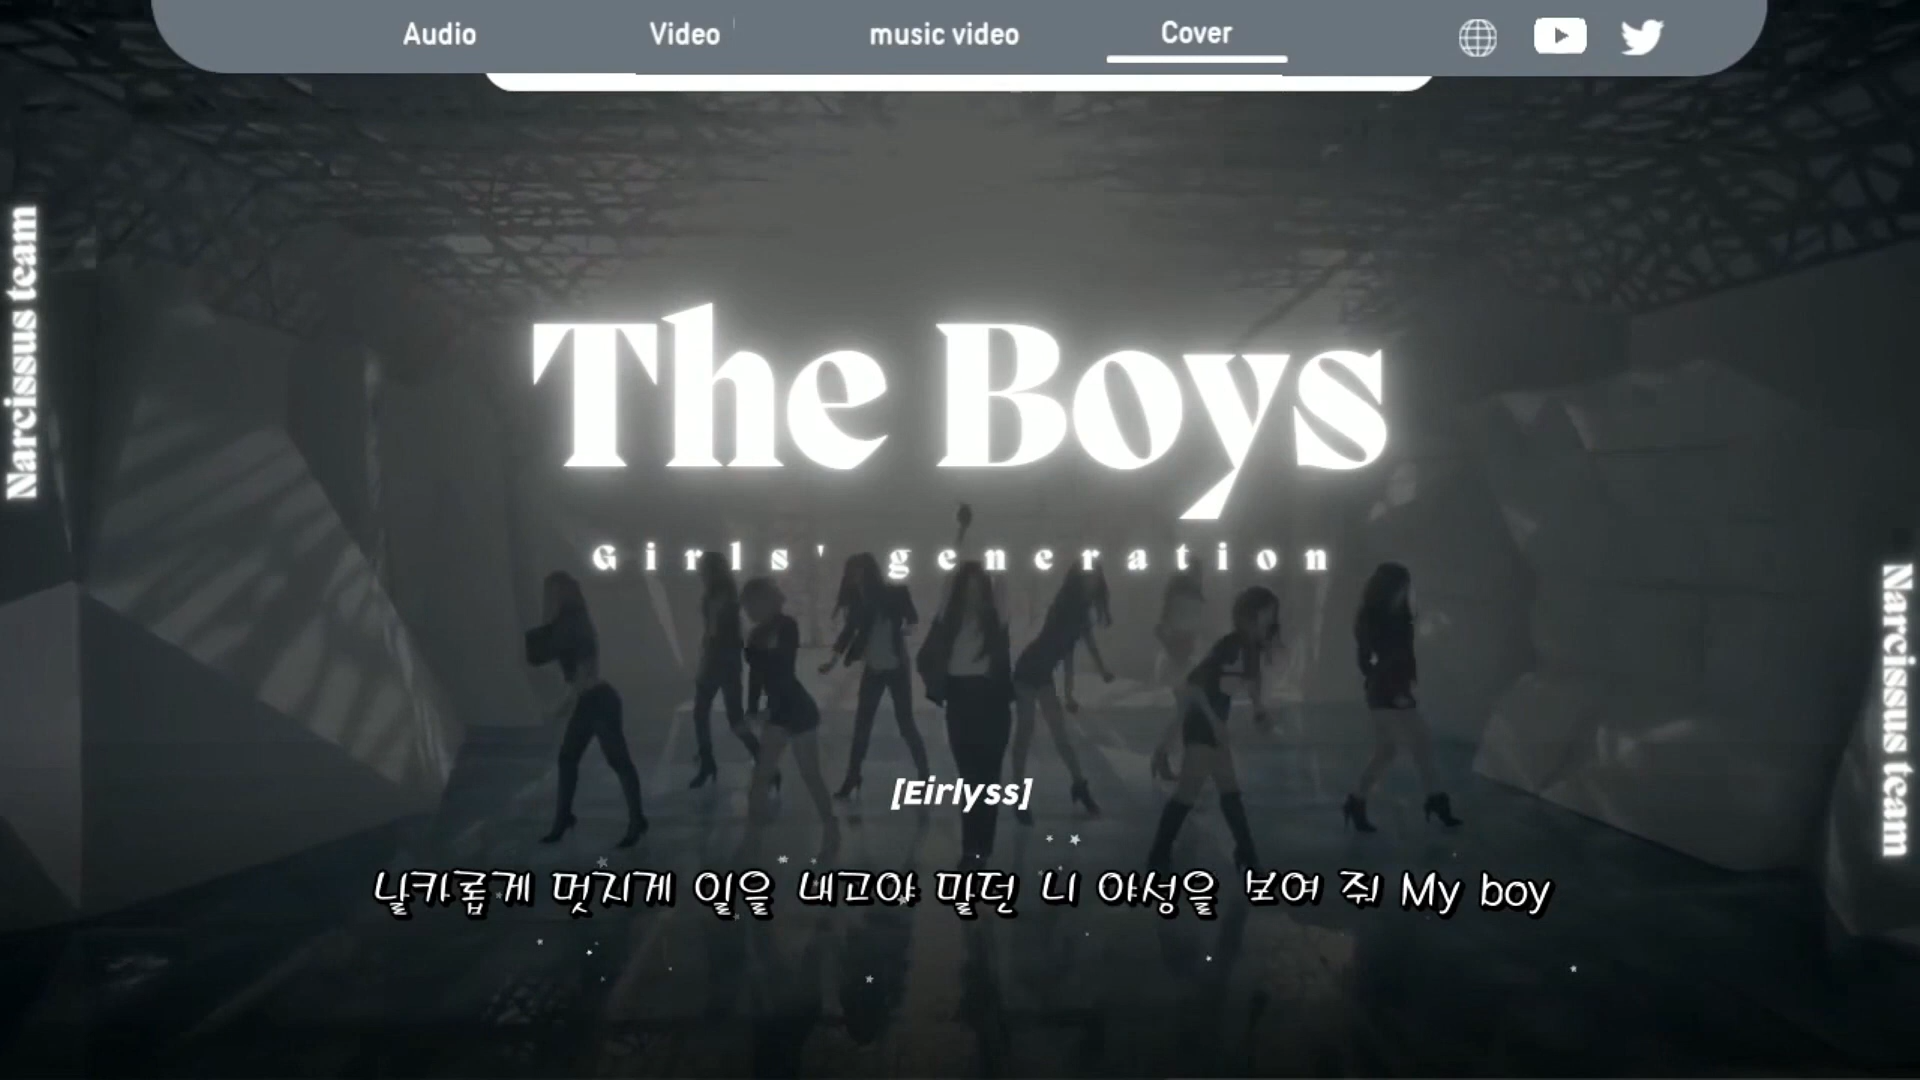 Audio
Video
music video
Cover
Narcissus team
The Boys
Girls' generation
Narcissus team
[Eirlyss]
날카롭게 멋지게 일을 내고야 말던 니 야성을 보여 줘 My boy